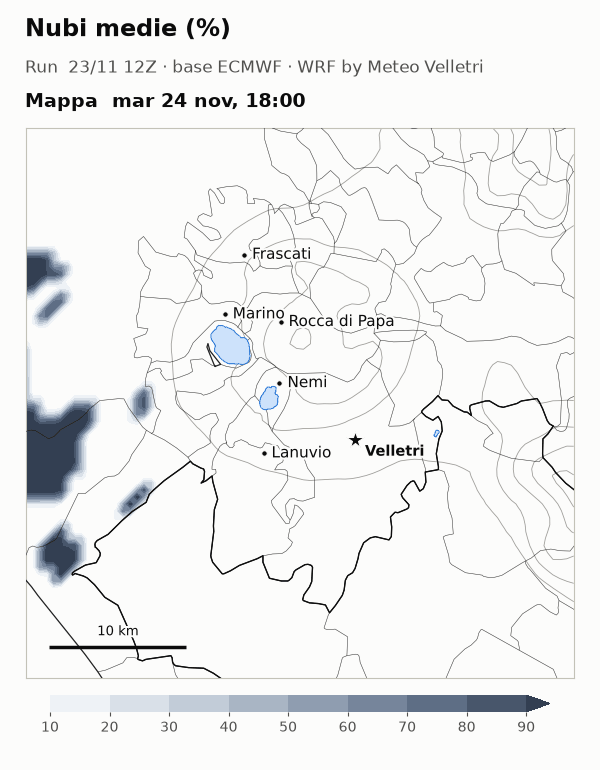 Nubi medie (%)
Run 23/11 12Z · base ECMWF · WRF by Meteo Velletri
Mappa mar 24 nov, 18:00
Frascati
Marino
Rocca di Papa
Nemi
Velletri
Lanuvio
10 km
10 20 30 40 50 60 70 80 90